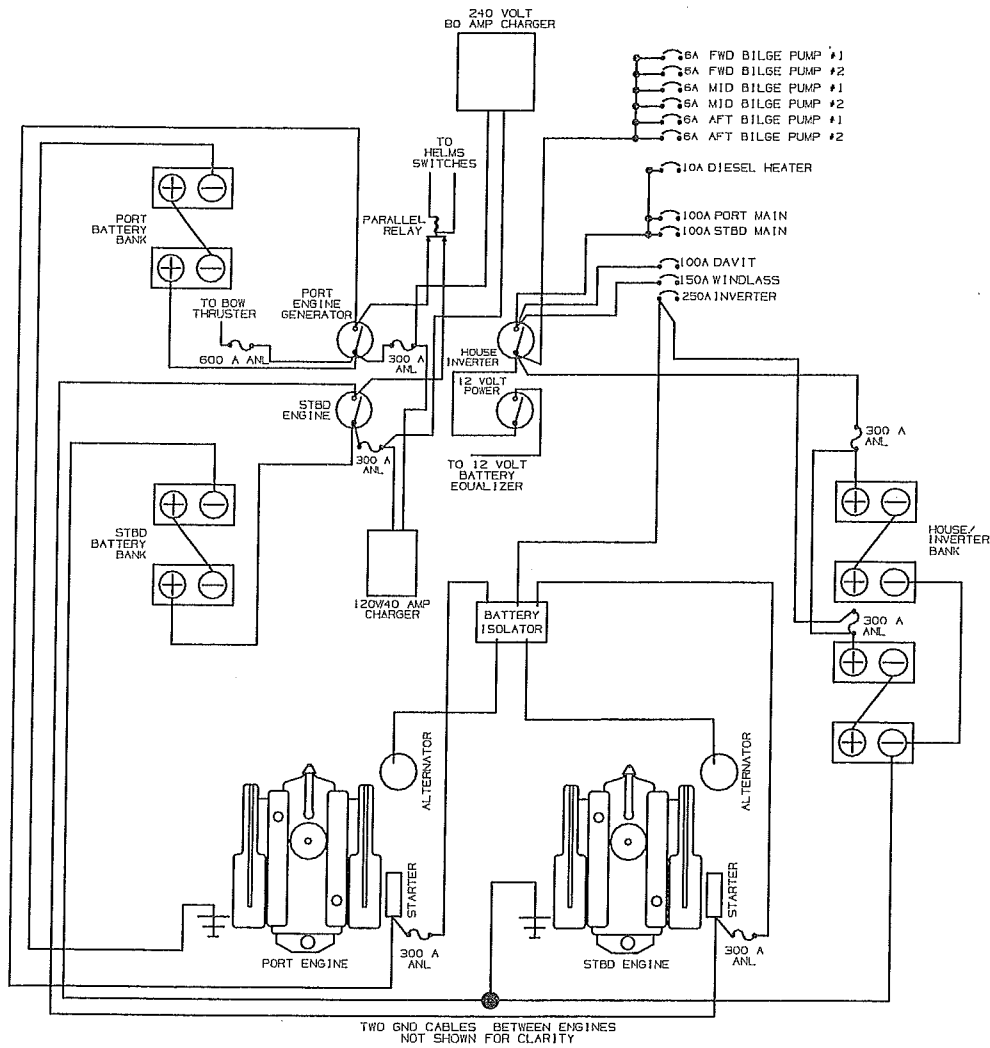 240 VOLT
80 AMP CHARGER
6A FWD BILGE PUMP #1
6A FWD BILGE PUMP #2
6A MID BILGE PUMP #1
6A MID BILGE PUMP #2
6A AFT BILGE PUMP #1
6A AFT BILGE PUMP #2
TO
HELMS
SWITCHES
10A DIESEL HEATER
PORT
BATTERY
BANK
PARALLEL
RELAY
100A PORT MAIN
100A STBD MAIN
100A DAVIT
150A WINDLASS
250A INVERTER
TO BOW
THRUSTER
PORT
ENGINE
GENERATOR
600 A ANL
300 A
ANL
HOUSE
INVERTER
12 VOLT
POWER
STBD
ENGINE
300 A
ANL
TO 12 VOLT
BATTERY
EQUALIZER
300 A
ANL
STBD
BATTERY
BANK
HOUSE/
INVERTER
BANK
120V/40 AMP
CHARGER
BATTERY
ISOLATOR
300 A
ANL
ALTERNATOR
ALTERNATOR
STARTER
STARTER
300 A
ANL
300 A
ANL
PORT ENGINE
STBD ENGINE
TWO GND CABLES BETWEEN ENGINES
NOT SHOWN FOR CLARITY